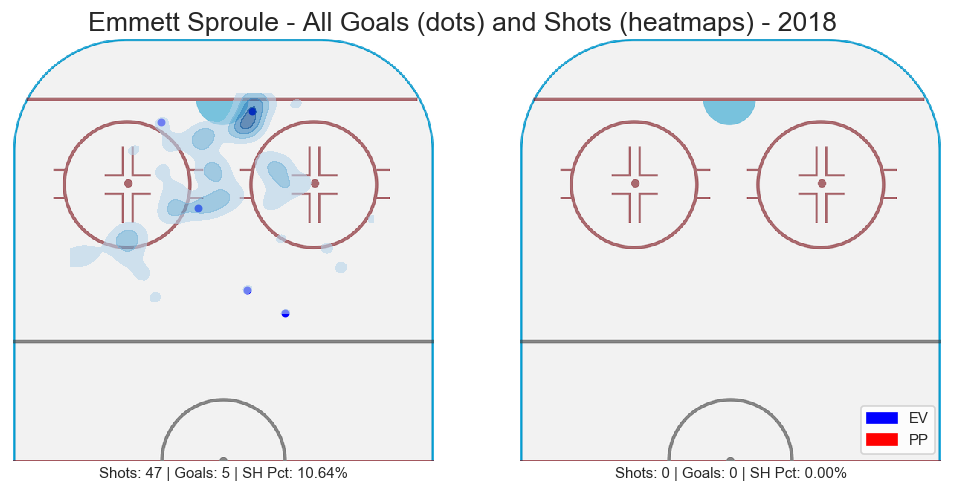 Emmett Sproule - All Goals (dots) and Shots (heatmaps) - 2018
EV
PP
Shots: 47 | Goals: 5 | SH Pct: 10.64%
Shots: 0 | Goals: 0 | SH Pct: 0.00%